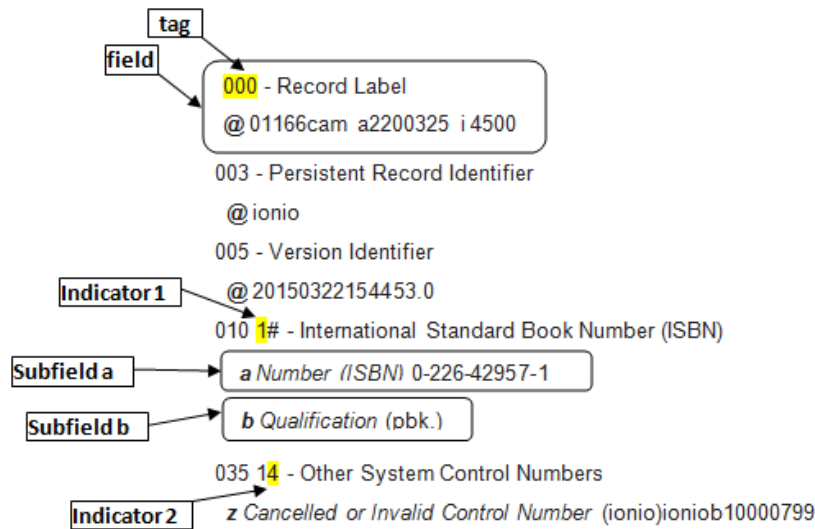 tag
field
000 - Record Label
@ 01166cam a2200325 i 4500
003 - Persistent Record Identifier
@ ionio
005 - Version Identifier
Indicator 1
@ 20150322154453.0
010 1# - International Standard Book Number (ISBN)
Subfield a
a Number (ISBN) 0-226-42957-1
Subfield b
b Qualification (pbk.)
035 14 - Other System Control Numbers
Indicator 2
z Cancelled or Invalid Control Number (ionio)ioniob10000799